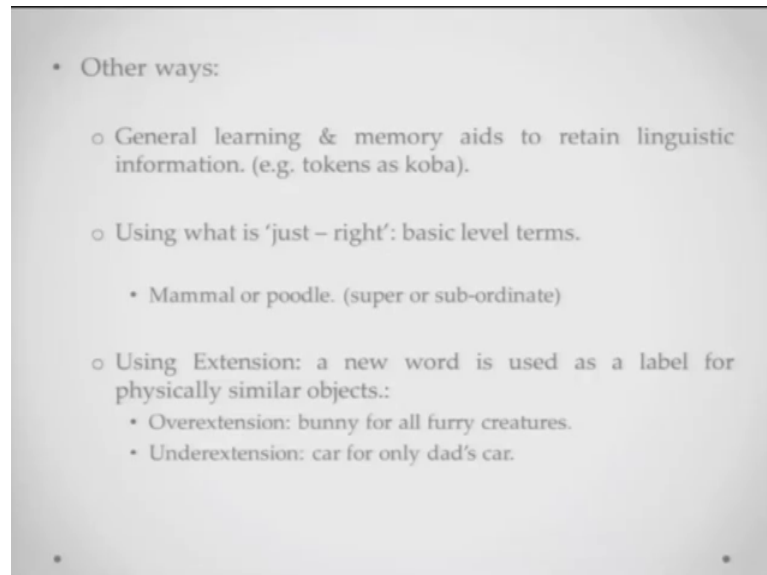 • Other ways:
o General learning & memory aids to retain linguistic
information. (e.g. tokens as koba).
o Using what is ‘just – right’: basic level terms.
• Mammal or poodle. (super or sub-ordinate)
o Using Extension: a new word is used as a label for
physically similar objects.:
• Overextension: bunny for all furry creatures.
• Underextension: car for only dad’s car.